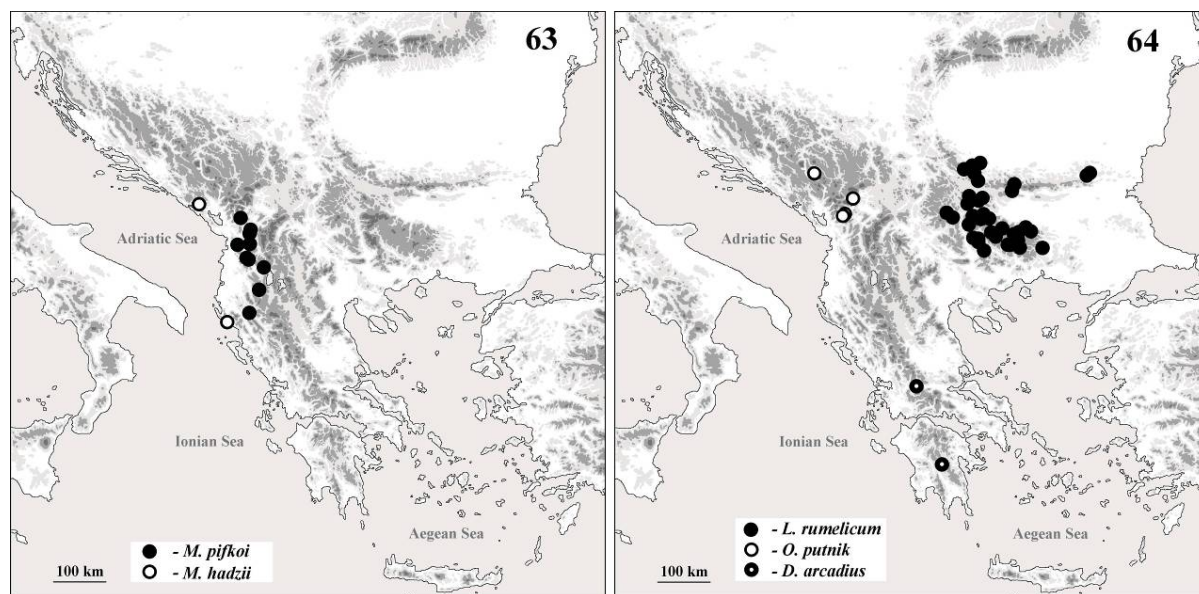 63
Adriatic Sea
Ionian Sea
Aegean Sea
- M. pifkoi
- M. hadzii
100 km
64
Adriatic Sea
Ionian Sea
Aegean Sea
- L. rumelicum
- O. putnik
- D. arcadius
100 km